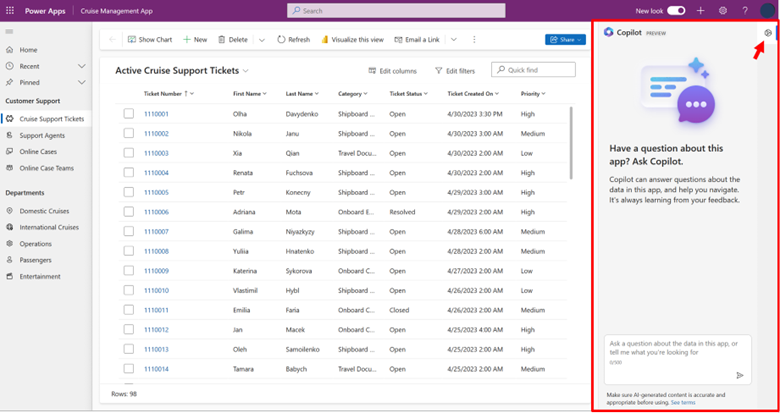 Power Apps Cruise Management App Search New look
Show Chart New Delete Refresh Visualize this view Email a Link Share
Home
Recent
Pinned
Customer Support
Cruise Support Tickets
Support Agents
Online Cases
Online Case Teams
Departments
Domestic Cruises
International Cruises
Operations
Passengers
Entertainment
Active Cruise Support Tickets Edit columns Edit filters Quick find
Ticket Number First Name Last Name Category Ticket Status Ticket Created On Priority
1110001 Olha Davydenko Shipboard ... Open 4/30/2023 3:30 PM High
1110002 Nikola Janu Shipboard ... Open 4/30/2023 3:00 AM Medium
1110003 Xia Qian Travel Docu... Open 4/30/2023 2:00 AM Low
1110004 Renata Fuchsova Shipboard ... Open 4/30/2023 2:00 AM High
1110005 Petr Konecny Shipboard ... Open 4/29/2023 3:00 AM High
1110006 Adriana Mota Onboard E... Resolved 4/29/2023 3:00 AM High
1110007 Galima Niyazkyzy Shipboard ... Open 4/28/2023 6:00 AM Medium
1110008 Yuliia Hnatenko Shipboard ... Open 4/28/2023 2:00 AM Medium
1110009 Katerina Sykorova Onboard C... Open 4/27/2023 2:00 AM Low
1110010 Vlastimil Hybl Shipboard ... Open 4/26/2023 2:00 AM Low
1110011 Emilia Faria Onboard C... Closed 4/26/2023 2:00 AM Medium
1110012 Jan Macek Onboard C... Open 4/25/2023 4:00 AM High
1110013 Oleh Samoilenko Shipboard ... Open 4/25/2023 2:00 AM High
1110014 Tamara Babych Travel Docu... Open 4/25/2023 2:00 AM Medium
Rows: 98
Copilot PREVIEW
Have a question about this
app? Ask Copilot.
Copilot can answer questions about the
data in this app, and help you navigate.
It's always learning from your feedback.
Ask a question about the data in this app, or
tell me what you're looking for
0/500
Make sure AI-generated content is accurate and
appropriate before using. See terms